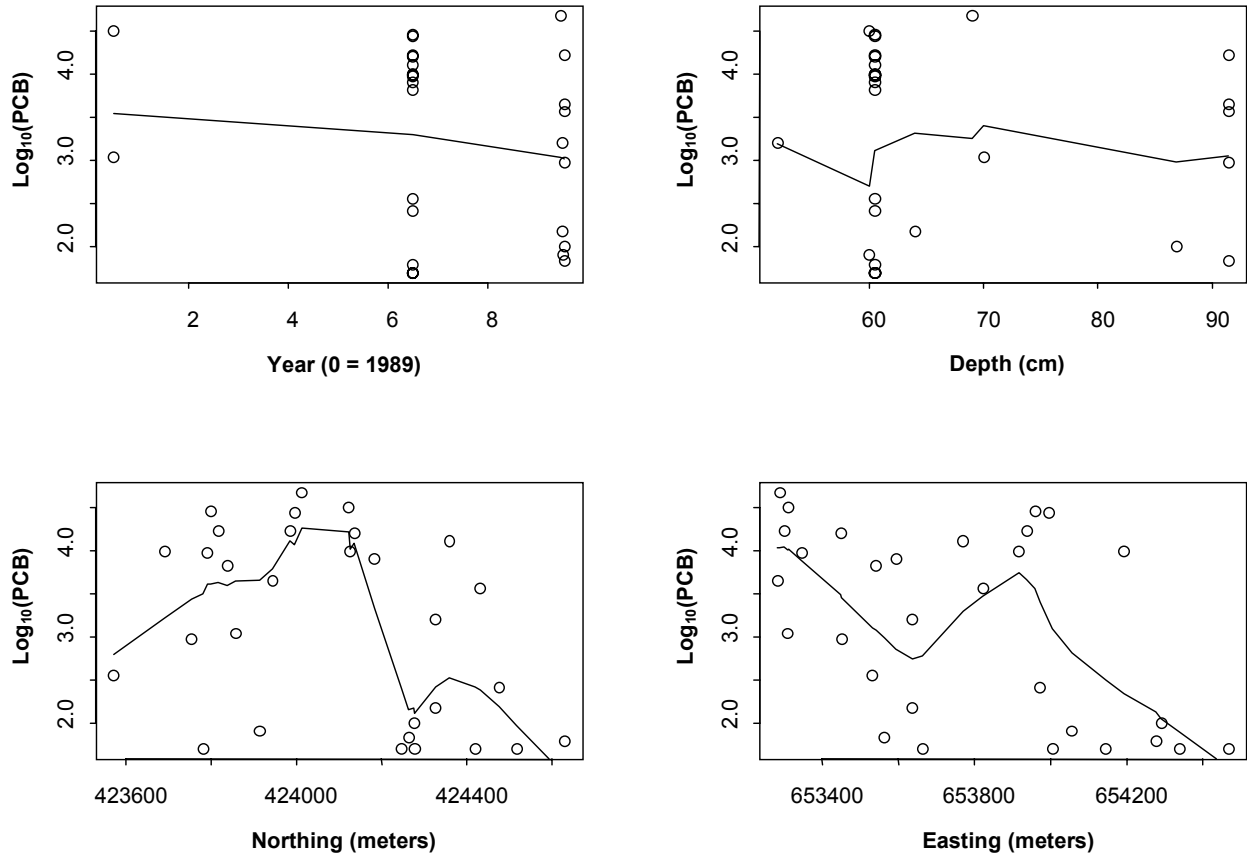 Log₁₀(PCB)
4.0
3.0
2.0
2 4 6 8
Year (0 = 1989)
Log₁₀(PCB)
4.0
3.0
2.0
60 70 80 90
Depth (cm)
Log₁₀(PCB)
4.0
3.0
2.0
423600 424000 424400
Northing (meters)
Log₁₀(PCB)
4.0
3.0
2.0
653400 653800 654200
Easting (meters)